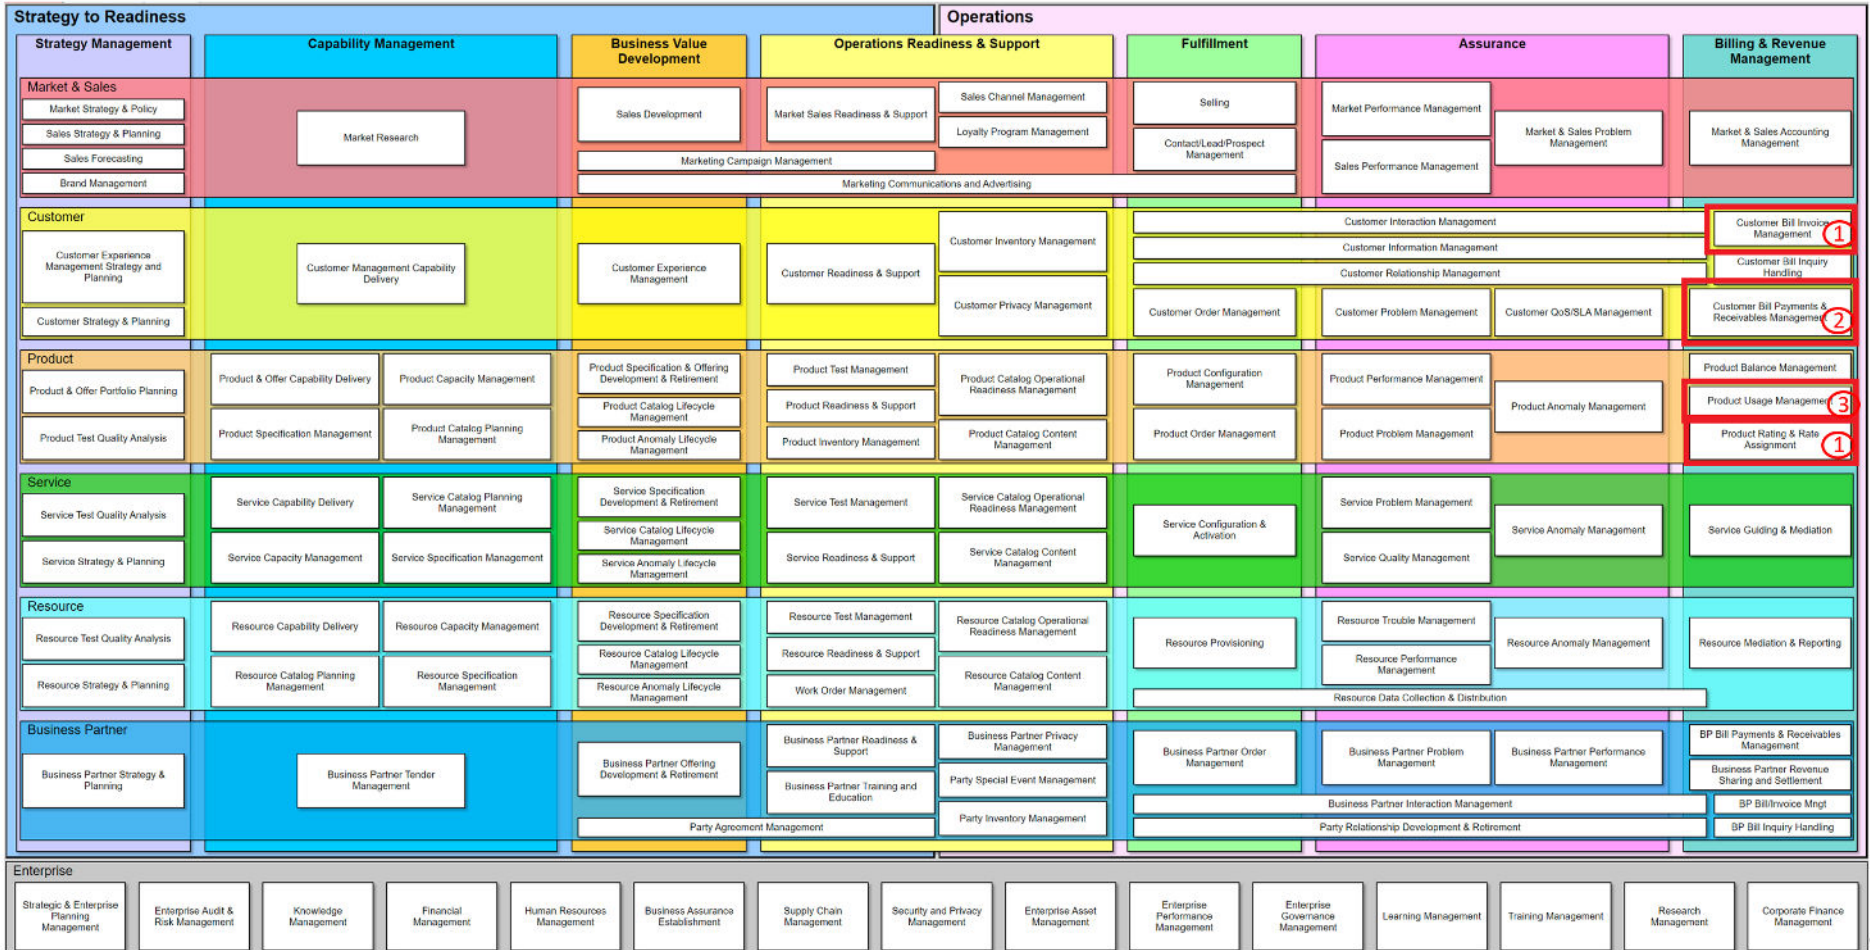 Strategy to Readiness
Operations
Strategy Management
Capability Management
Business Value
Development
Operations Readiness & Support
Fulfillment
Assurance
Billing & Revenue
Management
Market & Sales
Market Strategy & Policy
Sales Strategy & Planning
Sales Forecasting
Brand Management
Market Research
Sales Development
Market Sales Readiness & Support
Sales Channel Management
Loyalty Program Management
Marketing Campaign Management
Marketing Communications and Advertising
Selling
Contact/Lead/Prospect
Management
Market Performance Management
Sales Performance Management
Market & Sales Problem
Management
Market & Sales Accounting
Management
Customer
Customer Experience
Management Strategy and
Planning
Customer Strategy & Planning
Customer Management Capability
Delivery
Customer Experience
Management
Customer Readiness & Support
Customer Inventory Management
Customer Privacy Management
Customer Interaction Management
Customer Information Management
Customer Relationship Management
Customer Order Management
Customer Problem Management
Customer QoS/SLA Management
Customer Bill Invoice
Management
1
Customer Bill Inquiry
Handling
Customer Bill Payments &
Receivables Management
2
Product
Product & Offer Portfolio Planning
Product Test Quality Analysis
Product & Offer Capability Delivery
Product Capacity Management
Product Specification Management
Product Catalog Planning
Management
Product Specification & Offering
Development & Retirement
Product Catalog Lifecycle
Management
Product Anomaly Lifecycle
Management
Product Test Management
Product Readiness & Support
Product Inventory Management
Product Catalog Operational
Readiness Management
Product Catalog Content
Management
Product Configuration
Management
Product Order Management
Product Performance Management
Product Problem Management
Product Anomaly Management
Product Balance Management
Product Usage Management
3
Product Rating & Rate
Assignment
1
Service
Service Test Quality Analysis
Service Strategy & Planning
Service Capability Delivery
Service Catalog Planning
Management
Service Capacity Management
Service Specification Management
Service Specification
Development & Retirement
Service Catalog Lifecycle
Management
Service Anomaly Lifecycle
Management
Service Test Management
Service Readiness & Support
Service Catalog Operational
Readiness Management
Service Catalog Content
Management
Service Configuration &
Activation
Service Problem Management
Service Quality Management
Service Anomaly Management
Service Guiding & Mediation
Resource
Resource Test Quality Analysis
Resource Strategy & Planning
Resource Capability Delivery
Resource Capacity Management
Resource Catalog Planning
Management
Resource Specification
Management
Resource Specification
Development & Retirement
Resource Catalog Lifecycle
Management
Resource Anomaly Lifecycle
Management
Resource Test Management
Resource Readiness & Support
Work Order Management
Resource Catalog Operational
Readiness Management
Resource Catalog Content
Management
Resource Provisioning
Resource Trouble Management
Resource Performance
Management
Resource Anomaly Management
Resource Data Collection & Distribution
Resource Mediation & Reporting
Business Partner
Business Partner Strategy &
Planning
Business Partner Tender
Management
Business Partner Offering
Development & Retirement
Party Agreement Management
Business Partner Readiness &
Support
Business Partner Training and
Education
Business Partner Privacy
Management
Party Special Event Management
Party Inventory Management
Business Partner Order
Management
Business Partner Problem
Management
Business Partner Performance
Management
Business Partner Interaction Management
Party Relationship Development & Retirement
BP Bill Payments & Receivables
Management
Business Partner Revenue
Sharing and Settlement
BP Bill/Invoice Mngt
BP Bill Inquiry Handling
Enterprise
Strategic & Enterprise
Planning
Management
Enterprise Audit &
Risk Management
Knowledge
Management
Financial
Management
Human Resources
Management
Business Assurance
Establishment
Supply Chain
Management
Security and Privacy
Management
Enterprise Asset
Management
Enterprise
Performance
Management
Enterprise
Governance
Management
Learning Management
Training Management
Research
Management
Corporate Finance
Management